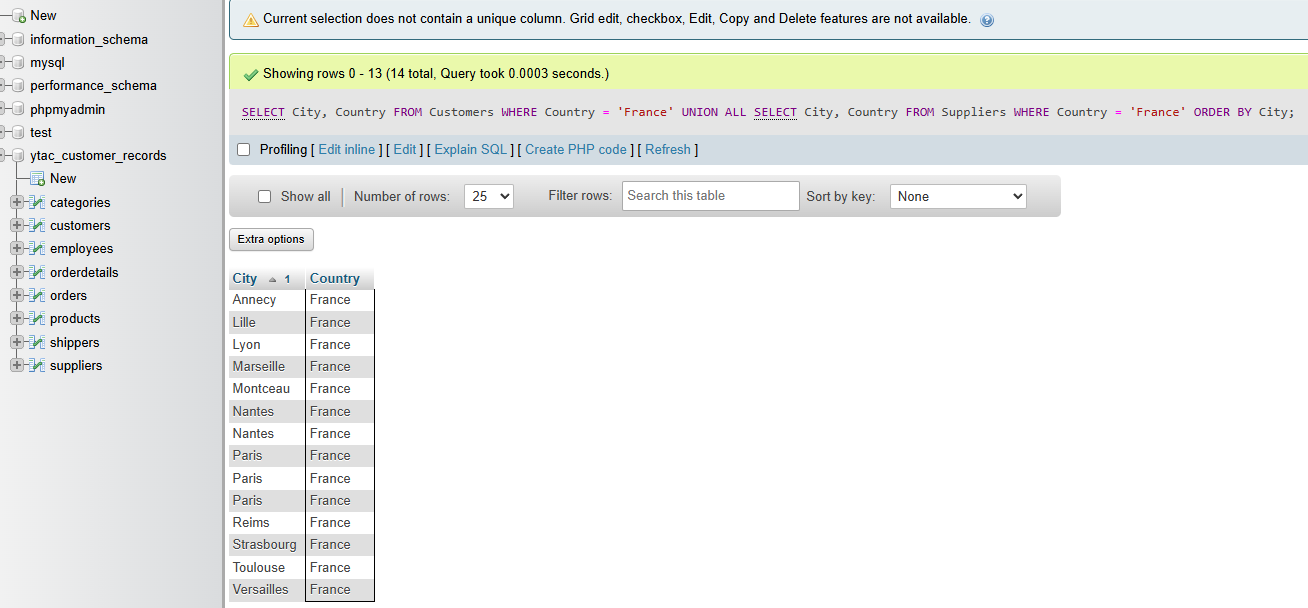 New
information_schema
mysql
performance_schema
phpmyadmin
test
ytac_customer_records
New
categories
customers
employees
orderdetails
orders
products
shippers
suppliers
Current selection does not contain a unique column. Grid edit, checkbox, Edit, Copy and Delete features are not available.
Showing rows 0 - 13 (14 total, Query took 0.0003 seconds.)
SELECT City, Country FROM Customers WHERE Country = 'France' UNION ALL SELECT City, Country FROM Suppliers WHERE Country = 'France' ORDER BY City;
Profiling [ Edit inline ] [ Edit ] [ Explain SQL ] [ Create PHP code ] [ Refresh ]
Show all Number of rows: 25 Filter rows: Search this table Sort by key: None
Extra options
City 1 Country
Annecy France
Lille France
Lyon France
Marseille France
Montceau France
Nantes France
Nantes France
Paris France
Paris France
Paris France
Reims France
Strasbourg France
Toulouse France
Versailles France